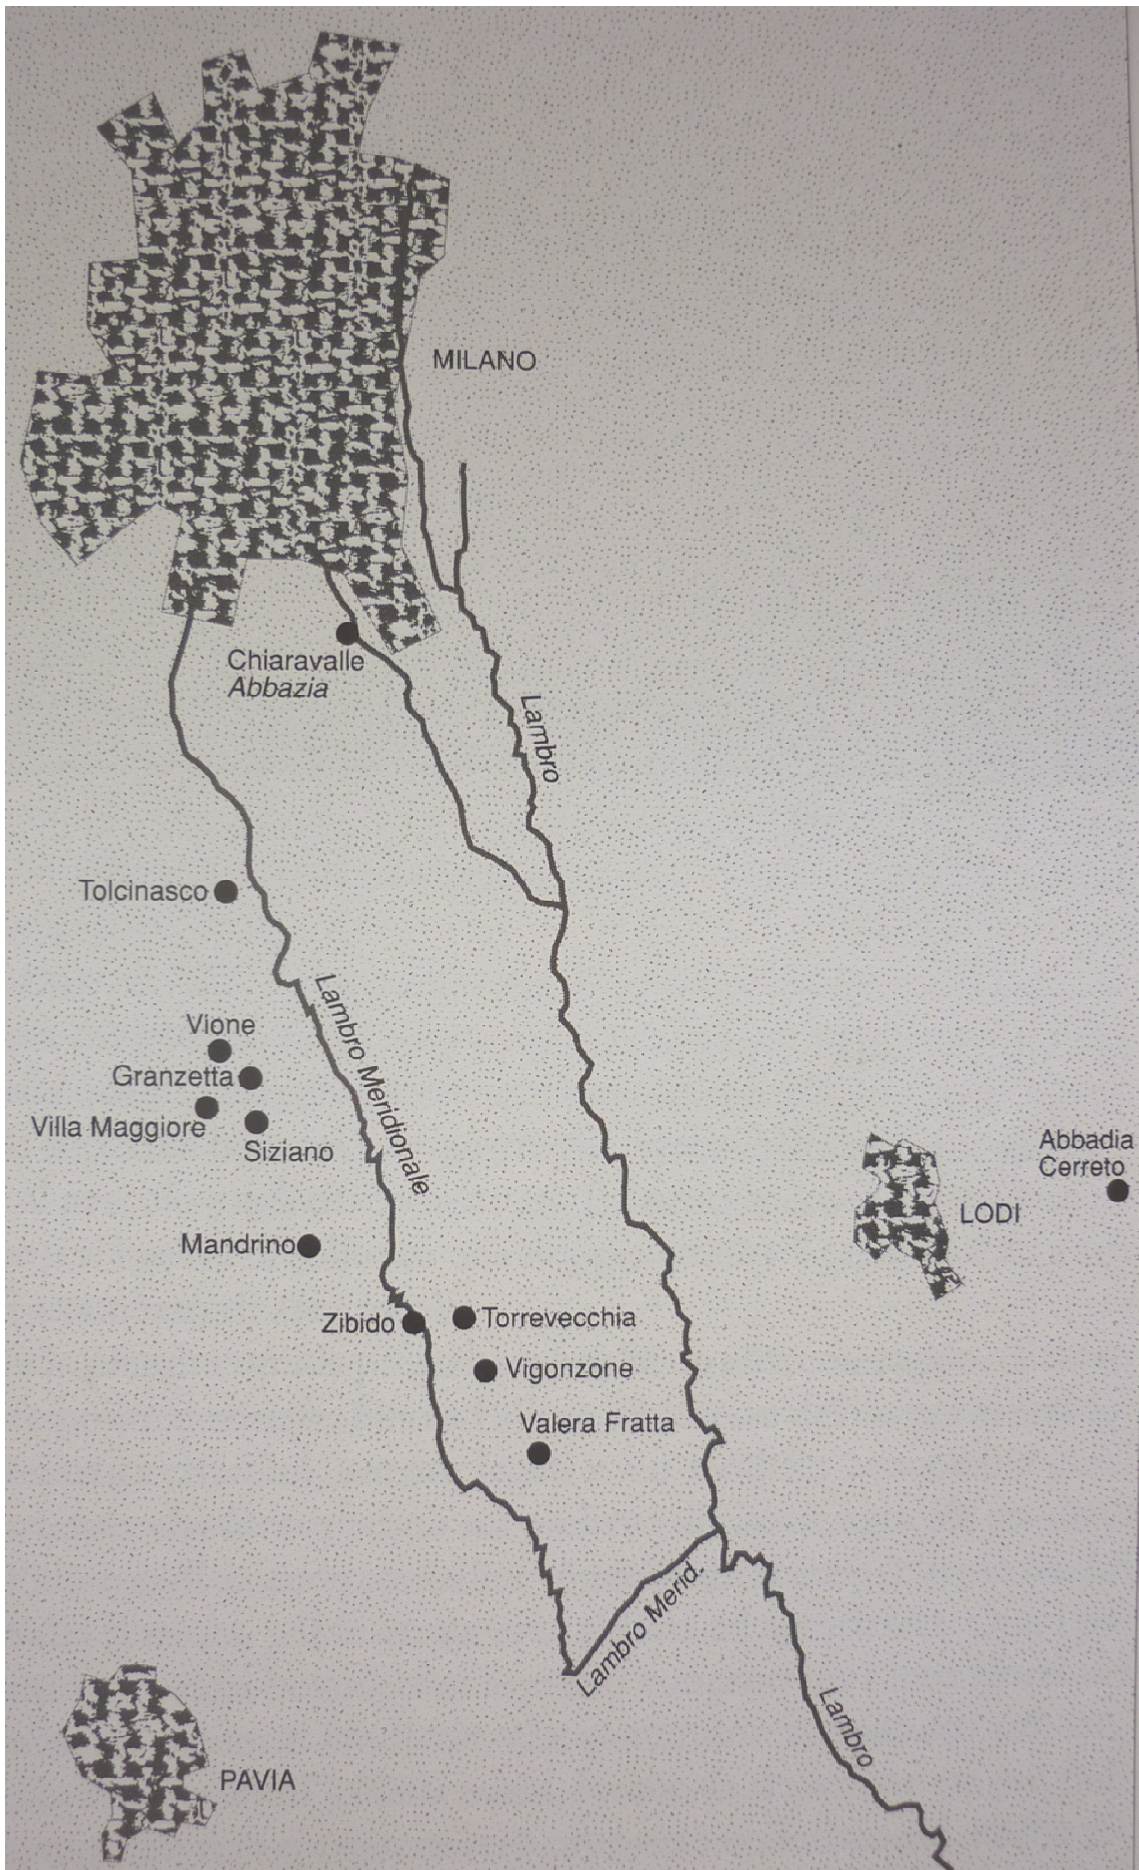 MILANO
Chiaravalle
Abbazia
Lambro
Tolcinasco
Lambro Meridionale
Vione
Granzetta
Villa Maggiore
Siziano
Abbadia
Cerreto
LODI
Mandrino
Zibido
Torrevecchia
Vigonzone
Valera Fratta
Lambro Merid.
Lambro
PAVIA